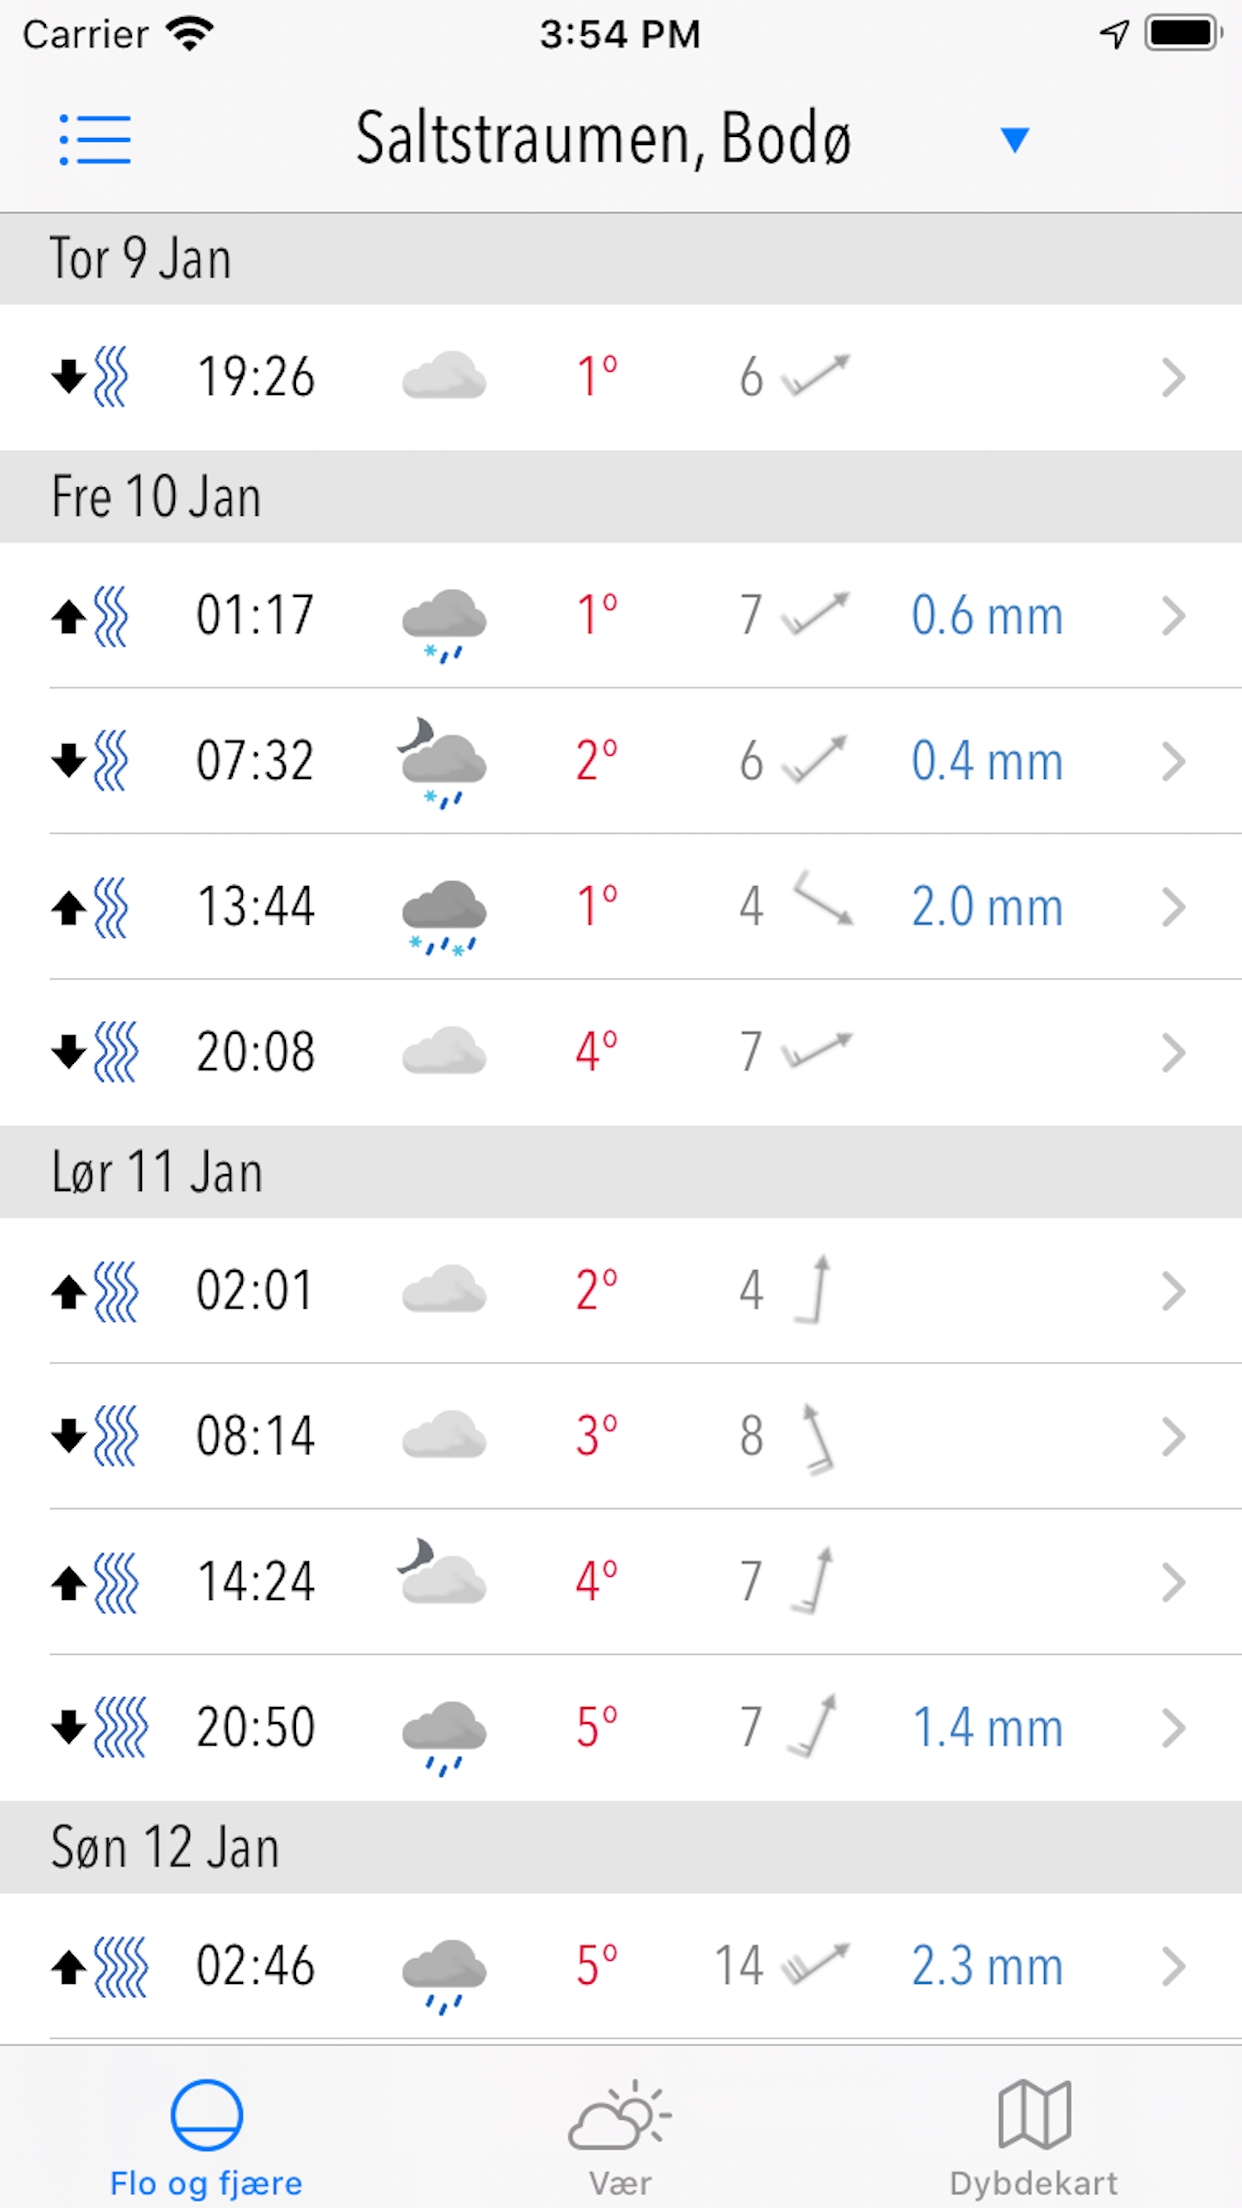 Carrier 3:54 PM
Saltstraumen, Bodø
Tor 9 Jan
19:26 1° 6
Fre 10 Jan
01:17 1° 7 0.6 mm
07:32 2° 6 0.4 mm
13:44 1° 4 2.0 mm
20:08 4° 7
Lør 11 Jan
02:01 2° 4
08:14 3° 8
14:24 4° 7
20:50 5° 7 1.4 mm
Søn 12 Jan
02:46 5° 14 2.3 mm
Flo og fjære Vær Dybdekart